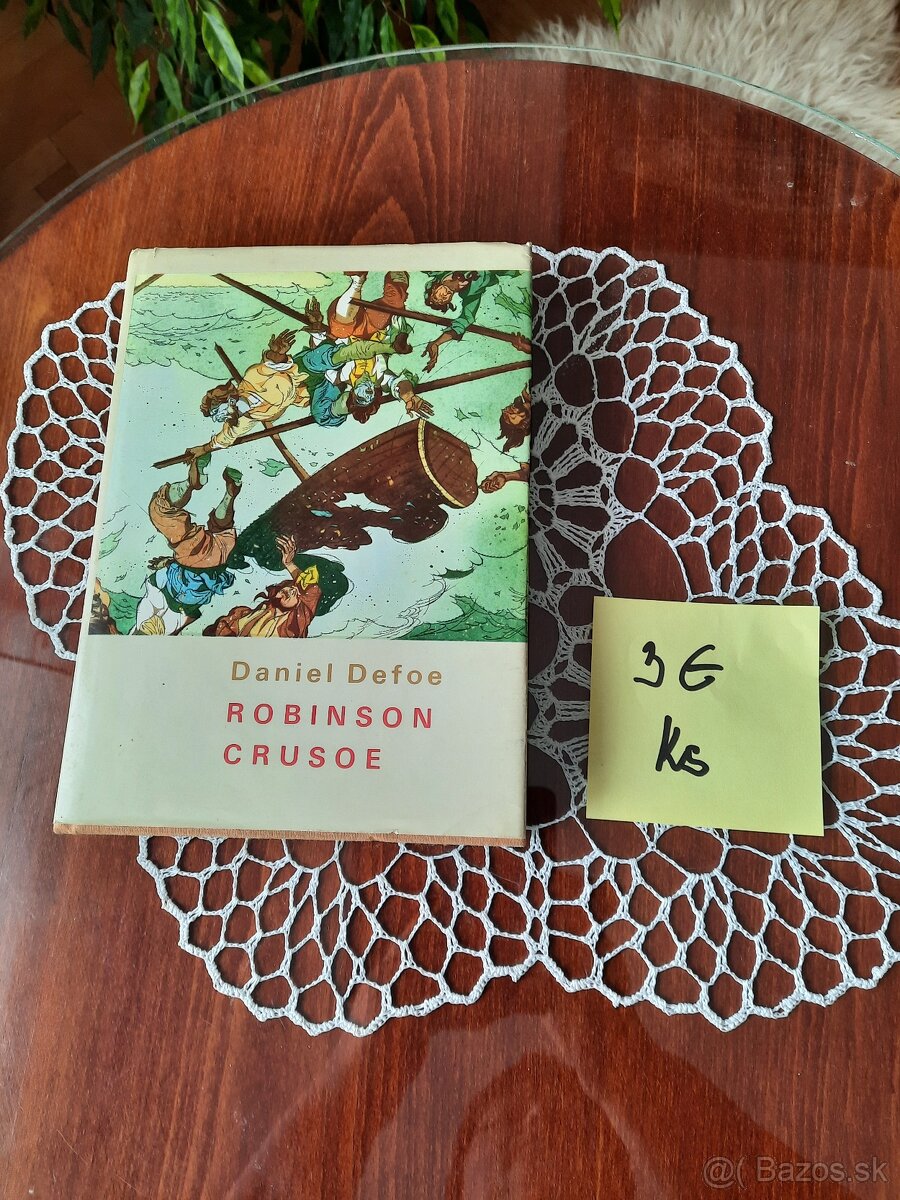 Daniel Defoe
ROBINSON
CRUSOE
3 €
ks
@( Bazos.sk